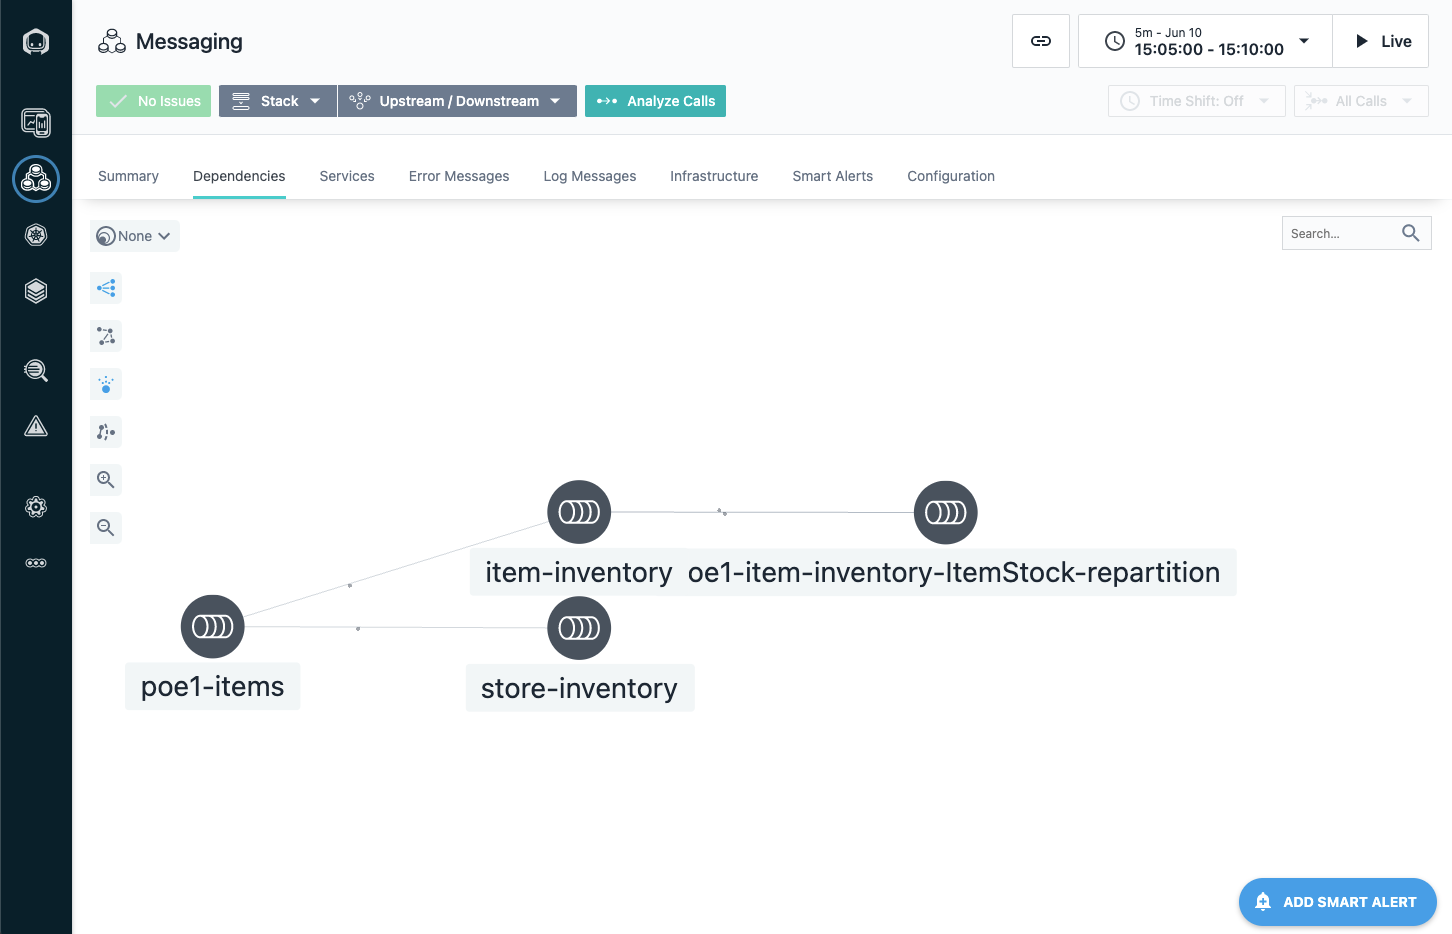 Messaging
5m - Jun 10
15:05:00 - 15:10:00
Live
No Issues
Stack
Upstream / Downstream
Analyze Calls
Time Shift: Off
All Calls
Summary
Dependencies
Services
Error Messages
Log Messages
Infrastructure
Smart Alerts
Configuration
None
Search...
item-inventory
oe1-item-inventory-ItemStock-repartition
poe1-items
store-inventory
ADD SMART ALERT